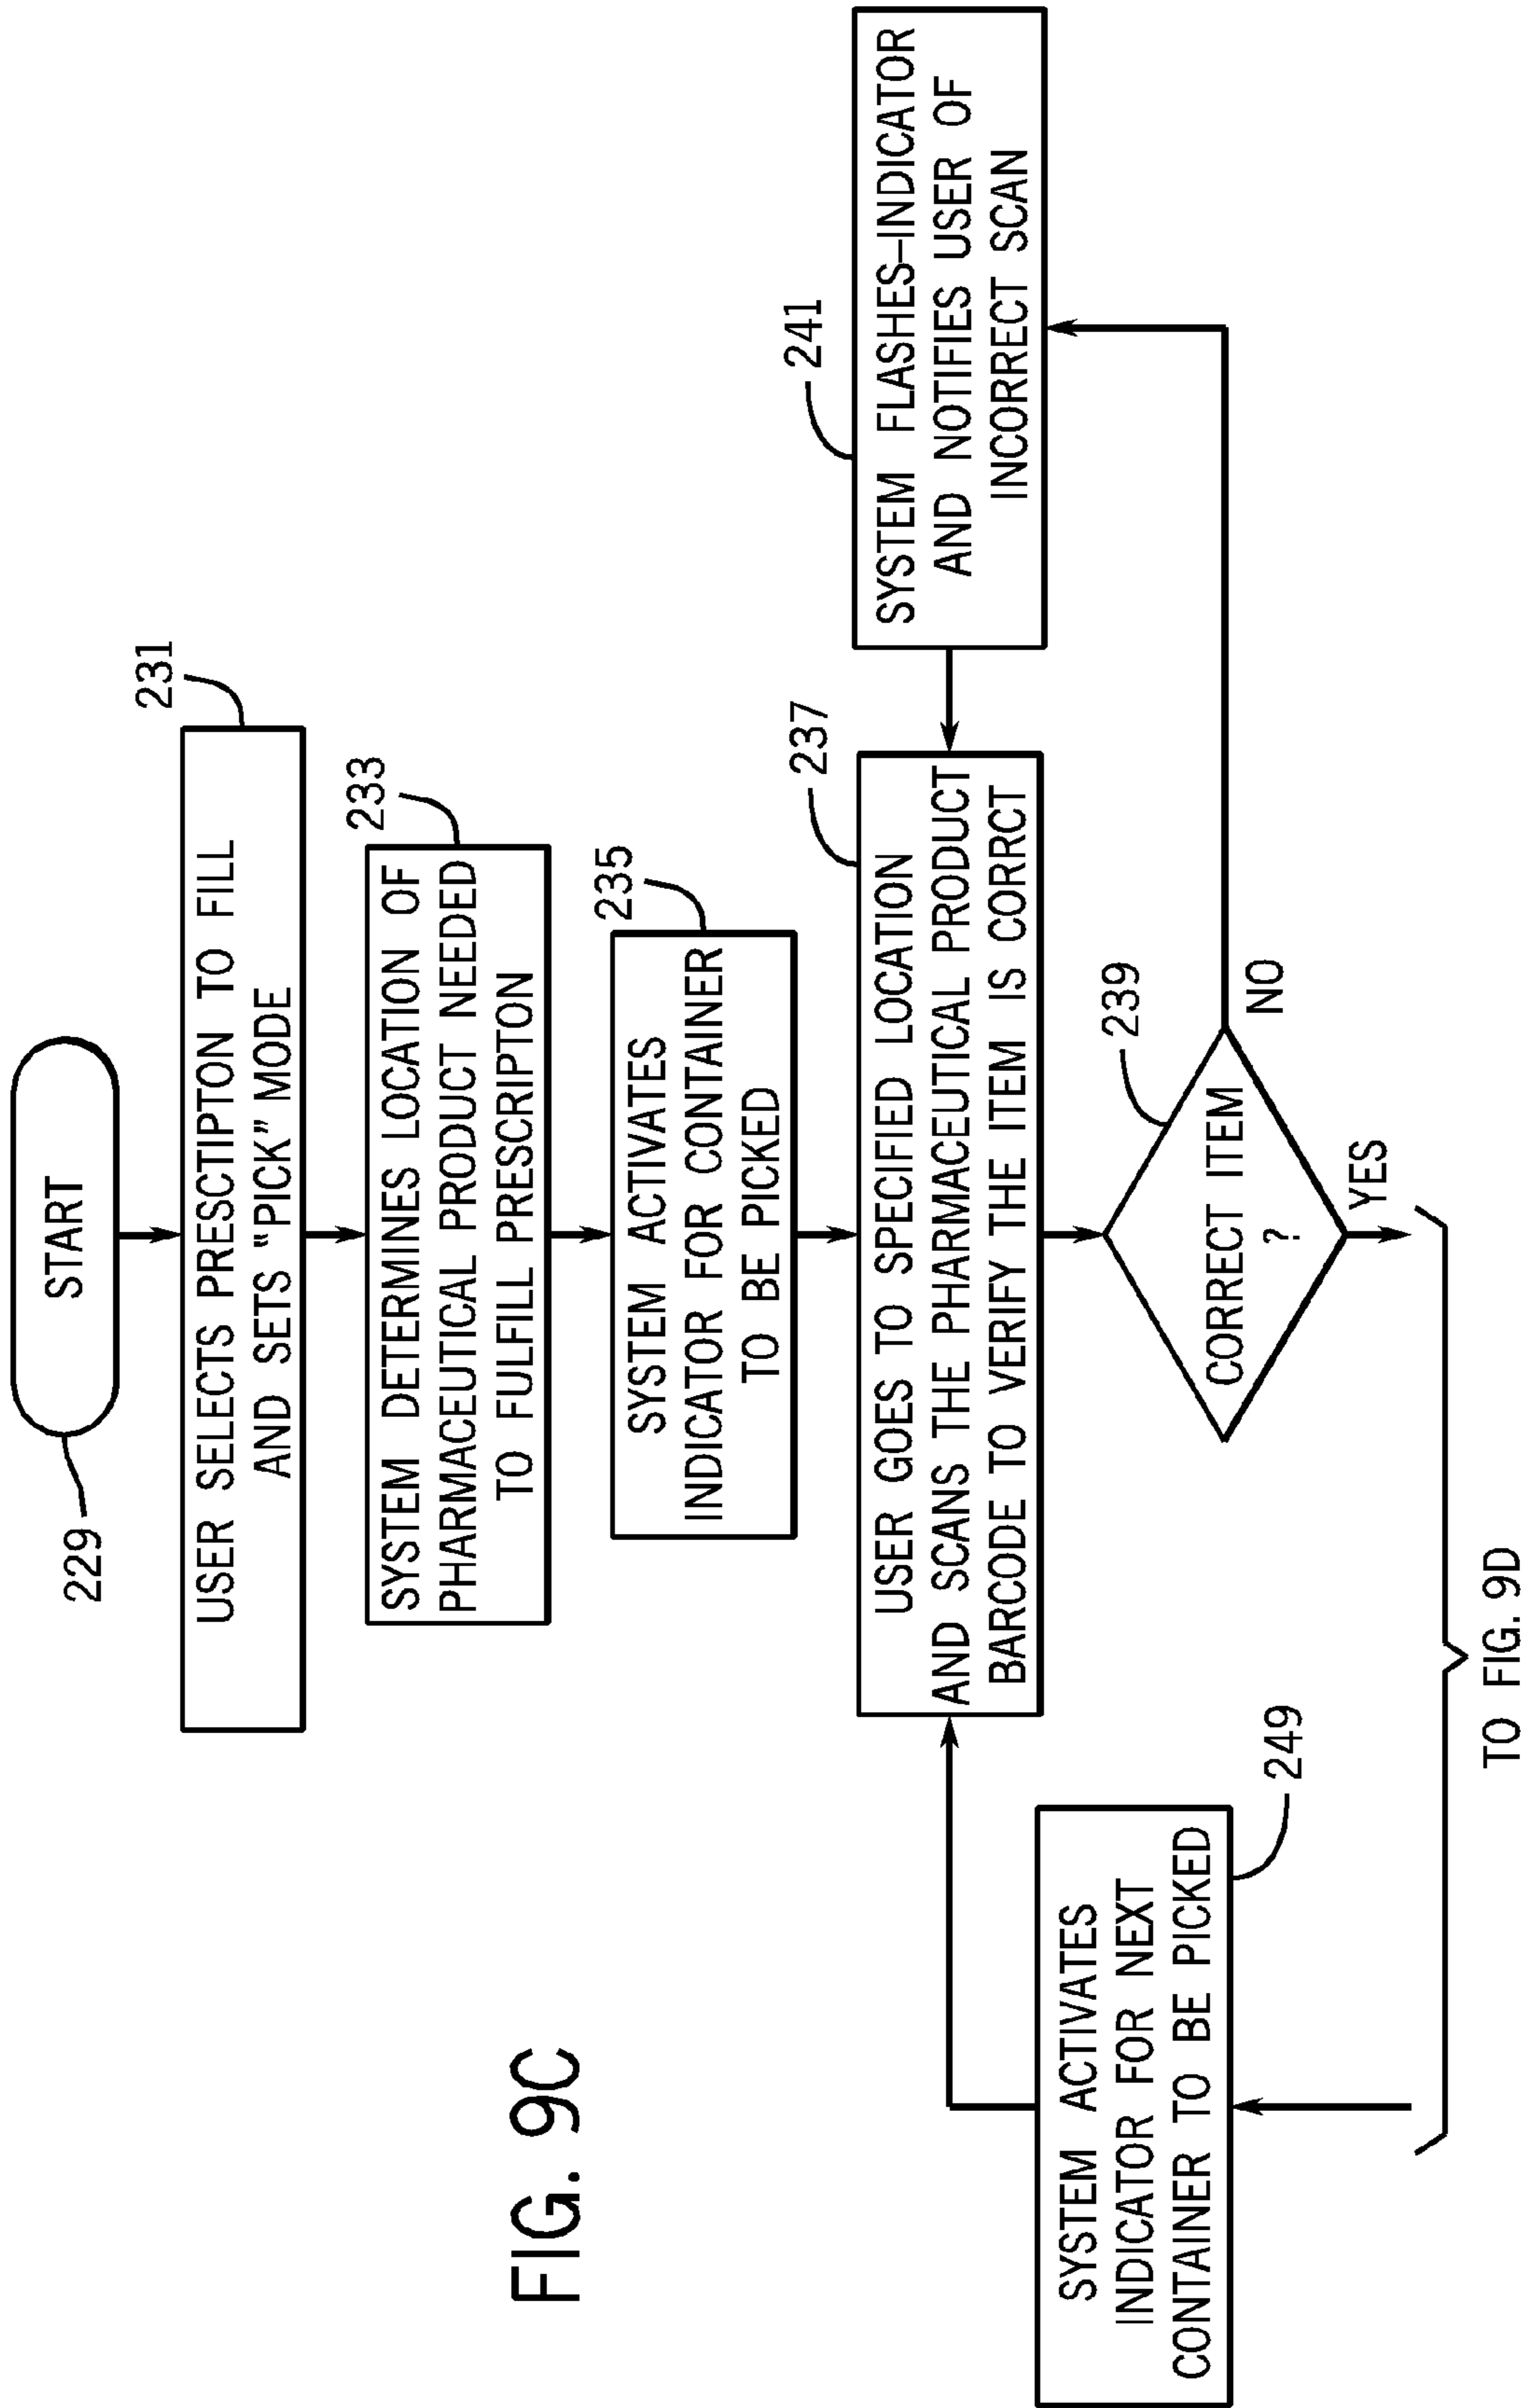 START
229
231
USER SELECTS PRESCTIPTON TO FILL
AND SETS “PICK” MODE
233
SYSTEM DETERMINES LOCATION OF
PHARMACEUTICAL PRODUCT NEEDED
TO FULFILL PRESCRIPTON
235
SYSTEM ACTIVATES
INDICATOR FOR CONTAINER
TO BE PICKED
237
USER GOES TO SPECIFIED LOCATION
AND SCANS THE PHARMACEUTICAL PRODUCT
BARCODE TO VERIFY THE ITEM IS CORRCT
241
SYSTEM FLASHES–INDICATOR
AND NOTIFIES USER OF
INCORRECT SCAN
239
CORRECT ITEM
?
NO
YES
249
SYSTEM ACTIVATES
INDICATOR FOR NEXT
CONTAINER TO BE PICKED
TO FIG. 9D
FIG. 9C